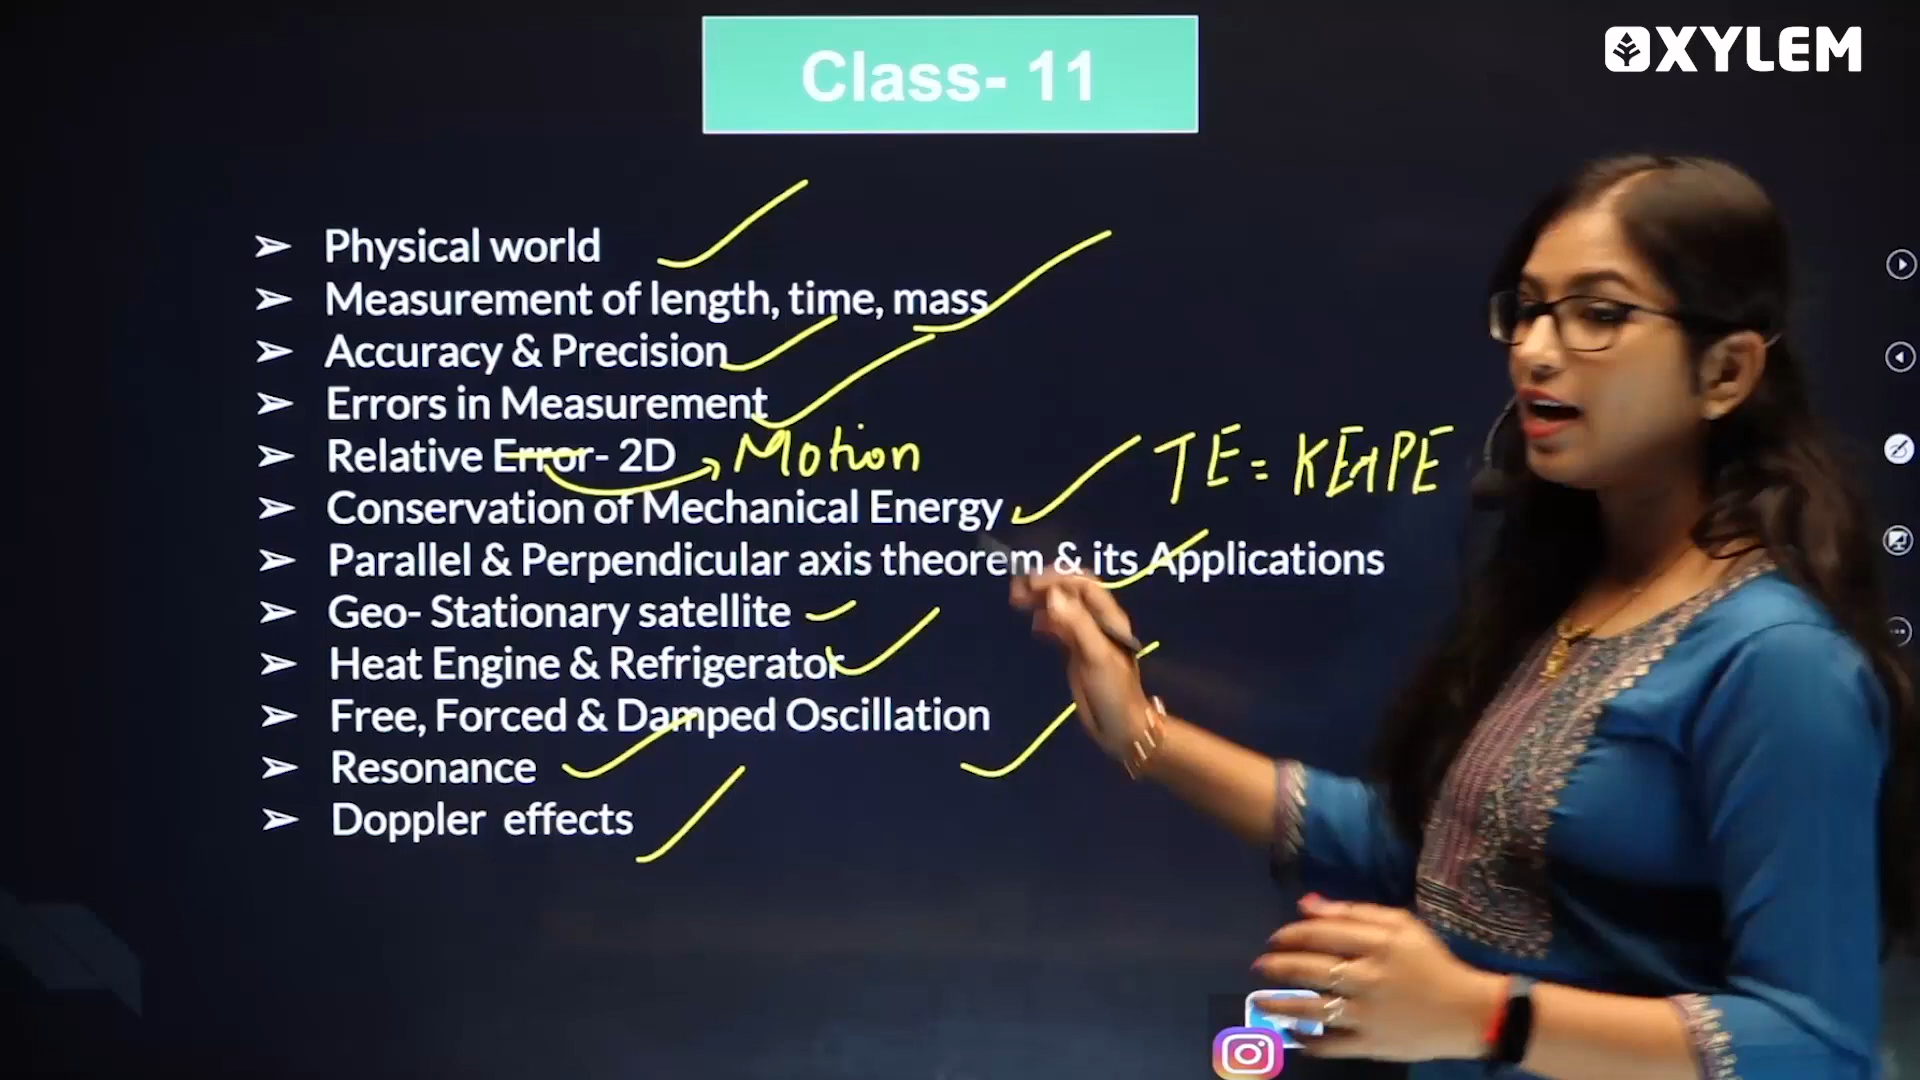 Class- 11
XYLEM
Physical world
Measurement of length, time, mass
Accuracy & Precision
Errors in Measurement
Relative Error- 2D Motion
Conservation of Mechanical Energy TE = KE+PE
Parallel & Perpendicular axis theorem & its Applications
Geo- Stationary satellite
Heat Engine & Refrigerator
Free, Forced & Damped Oscillation
Resonance
Doppler effects